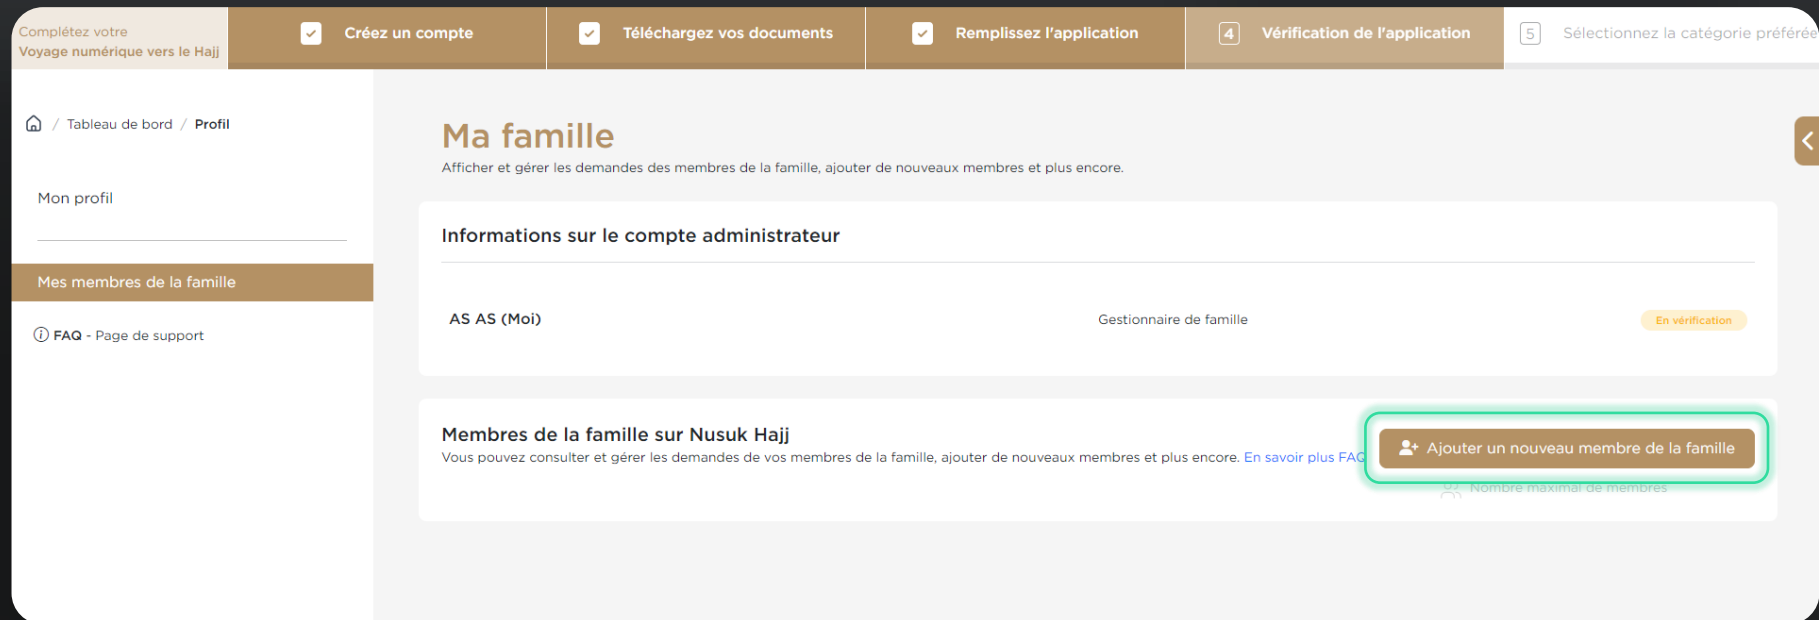 Complétez votre
Voyage numérique vers le Hajj
Créez un compte
Téléchargez vos documents
Remplissez l'application
4 Vérification de l'application
5 Sélectionnez la catégorie préférée
/ Tableau de bord / Profil
Mon profil
Mes membres de la famille
FAQ - Page de support
Ma famille
Afficher et gérer les demandes des membres de la famille, ajouter de nouveaux membres et plus encore.
Informations sur le compte administrateur
AS AS (Moi) Gestionnaire de famille En vérification
Membres de la famille sur Nusuk Hajj
Vous pouvez consulter et gérer les demandes de vos membres de la famille, ajouter de nouveaux membres et plus encore. En savoir plus FAQ
Ajouter un nouveau membre de la famille
Nombre maximal de membres